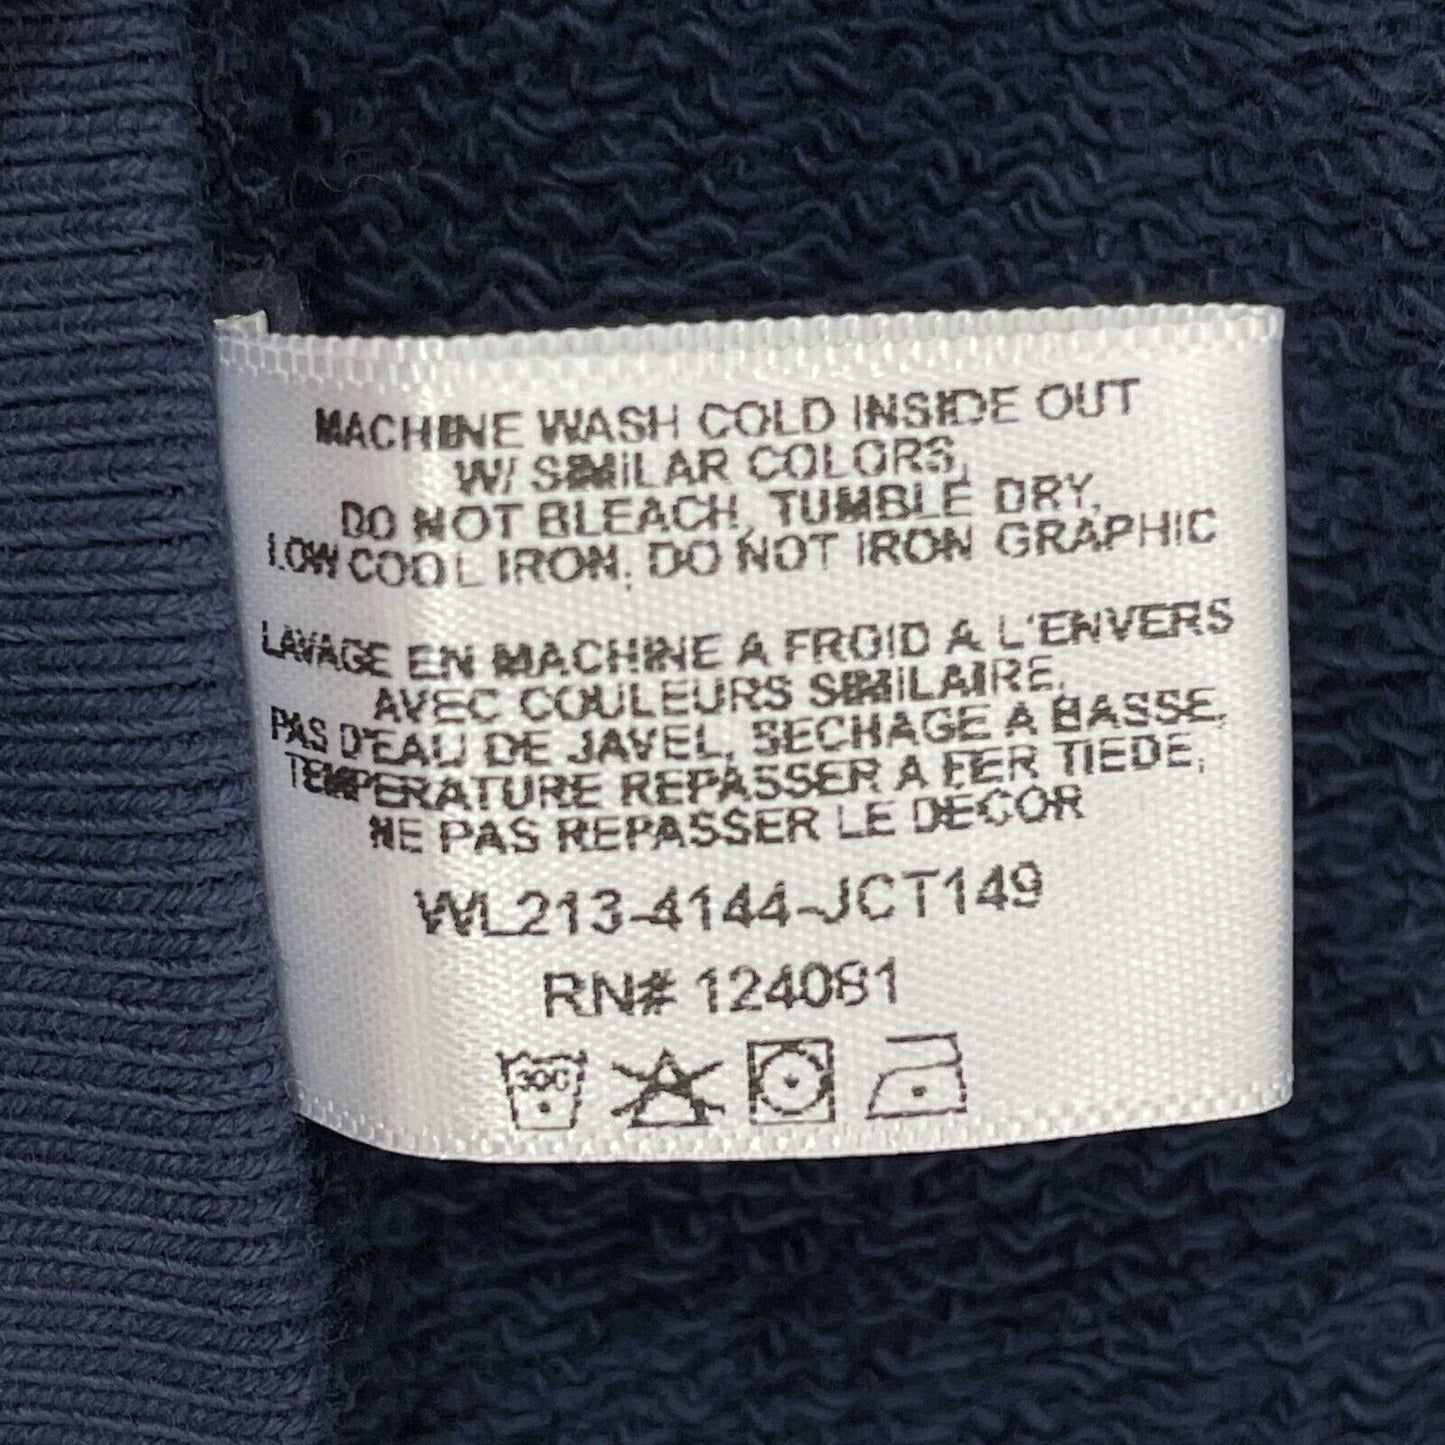 MACHINE WASH COLD INSIDE OUT
W/ SIMILAR COLORS,
DO NOT BLEACH, TUMBLE DRY,
LOW COOL IRON, DO NOT IRON GRAPHIC
LAVAGE EN MACHINE A FROID A L'ENVERS
AVEC COULEURS SIMILAIRE,
PAS D'EAU DE JAVEL, SECHAGE A BASSE,
TEMPERATURE REPASSER A FER TIEDE,
NE PAS REPASSER LE DECOR
WL213-4144-JCT149
RN# 124081
30C